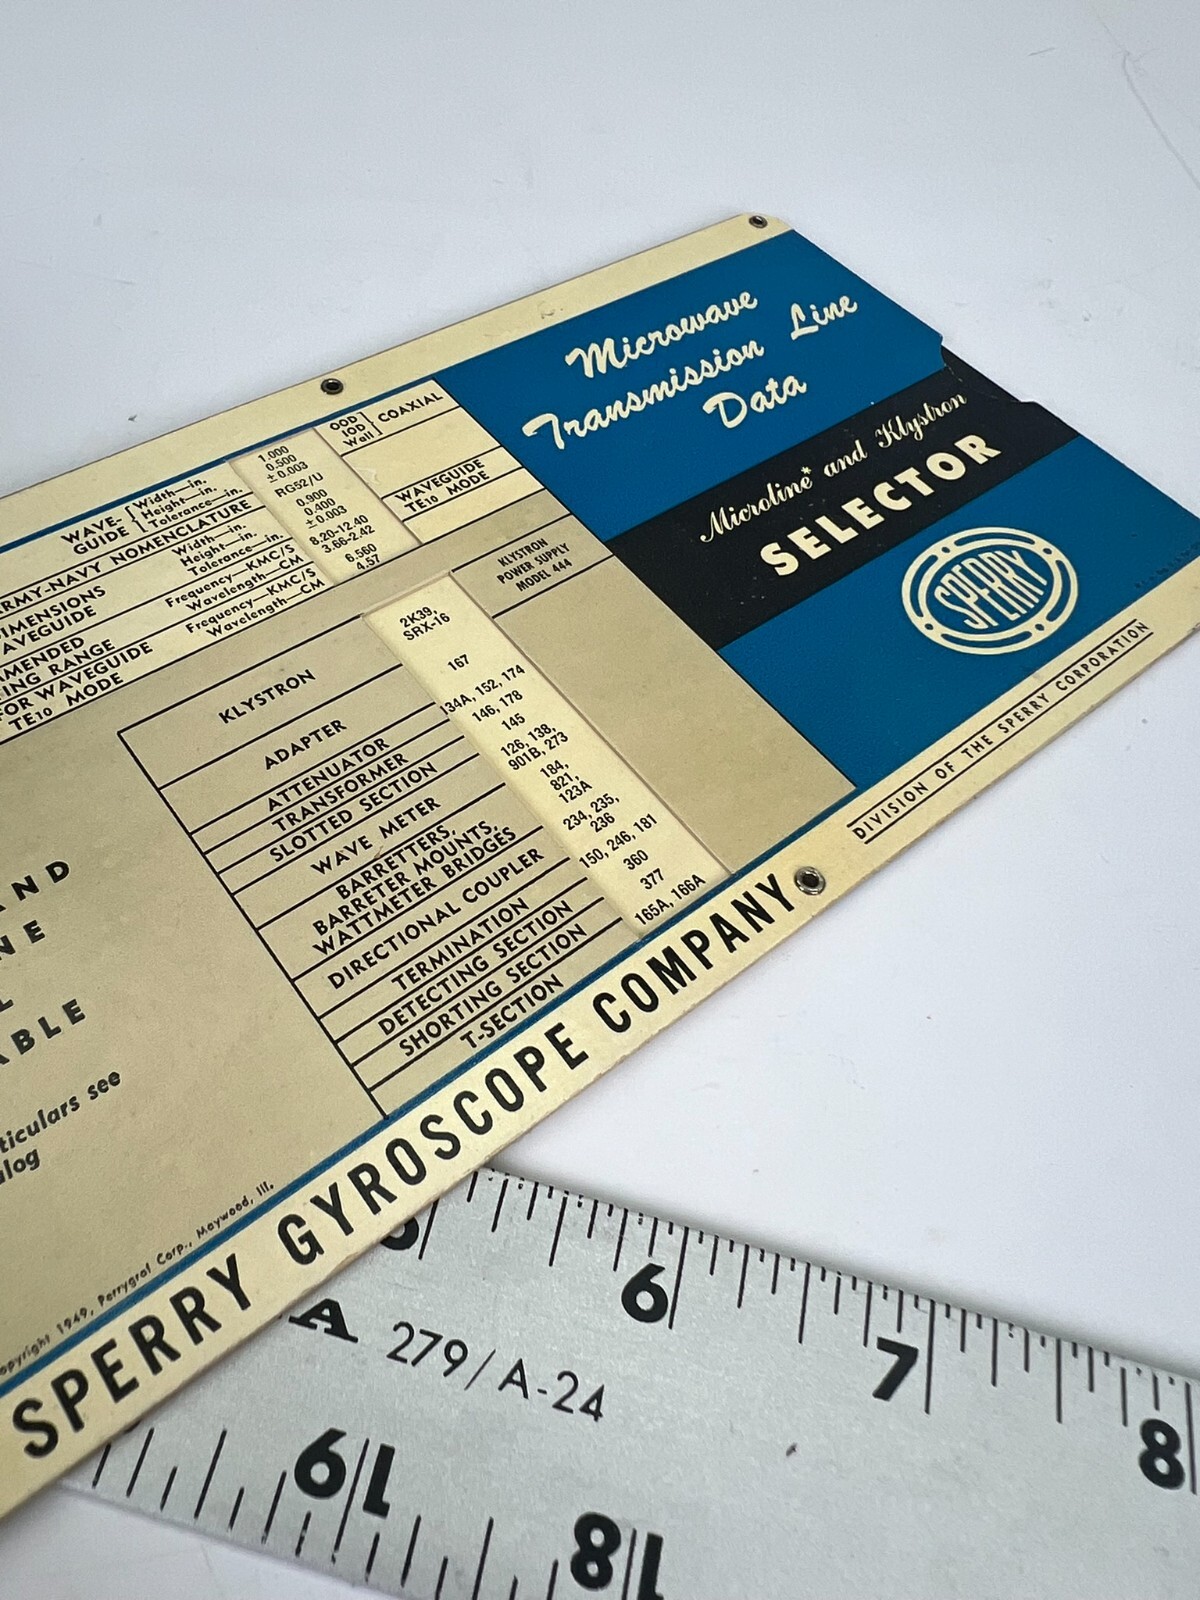 Microwave
Transmission Line
Data
Microline* and Klystron
SELECTOR
SPERRY
DIVISION OF THE SPERRY CORPORATION
OOD
IOD
Wall
COAXIAL
WAVEGUIDE
TE10 MODE
WAVE-
GUIDE
Width—in.
Height—in.
Tolerance—in.
1.000
0.500
±0.003
ARMY-NAVY NOMENCLATURE
RG52/U
DIMENSIONS
WAVEGUIDE
Width—in.
Height—in.
Tolerance—in.
0.900
0.400
±0.003
MMENDED
TING RANGE
Frequency—KMC/S
Wavelength—CM
8.20-12.40
3.66-2.42
FOR WAVEGUIDE
TE10 MODE
Frequency—KMC/S
Wavelength—CM
6.560
4.57
KLYSTRON
POWER SUPPLY
MODEL 444
KLYSTRON
2K39,
SRX-16
ADAPTER
167
ATTENUATOR
134A, 152, 174
TRANSFORMER
146, 178
SLOTTED SECTION
145
WAVE METER
126, 138,
901B, 273
BARRETTERS,
BARRETER MOUNTS,
WATTMETER BRIDGES
184,
821,
123A
DIRECTIONAL COUPLER
234, 235,
236
TERMINATION
150, 246, 181
DETECTING SECTION
360
SHORTING SECTION
377
T-SECTION
165A, 166A
AND
NE
L
ABLE
ticulars see
alog
opyright 1949, Perrygraf Corp., Maywood, Ill.
SPERRY GYROSCOPE COMPANY
6
7
8
A 279/A-24
19
18